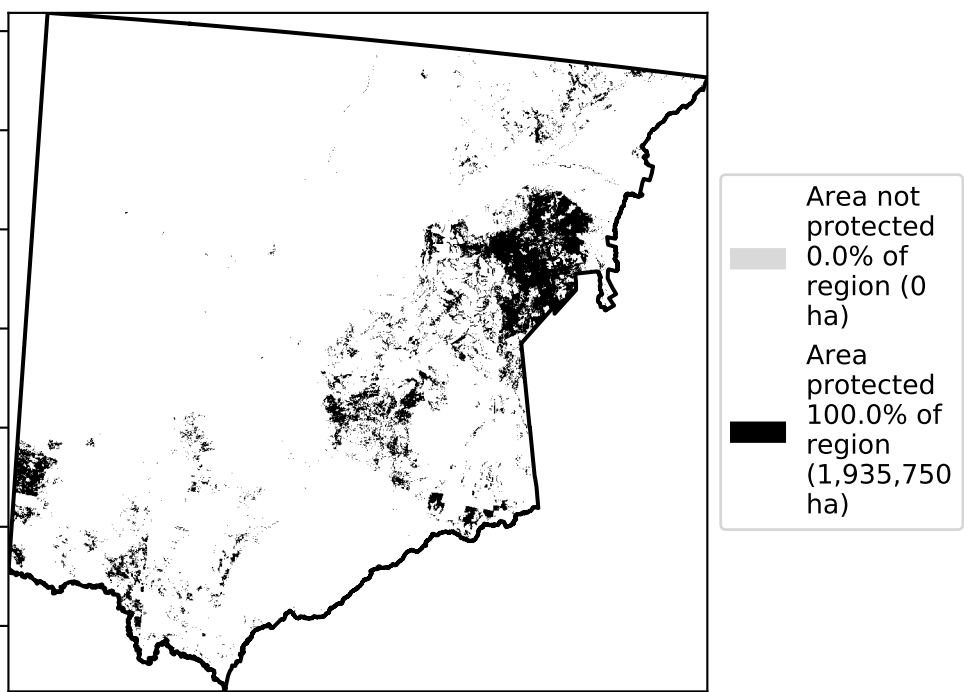 Area not
protected
0.0% of
region (0
ha)
Area
protected
100.0% of
region
(1,935,750
ha)